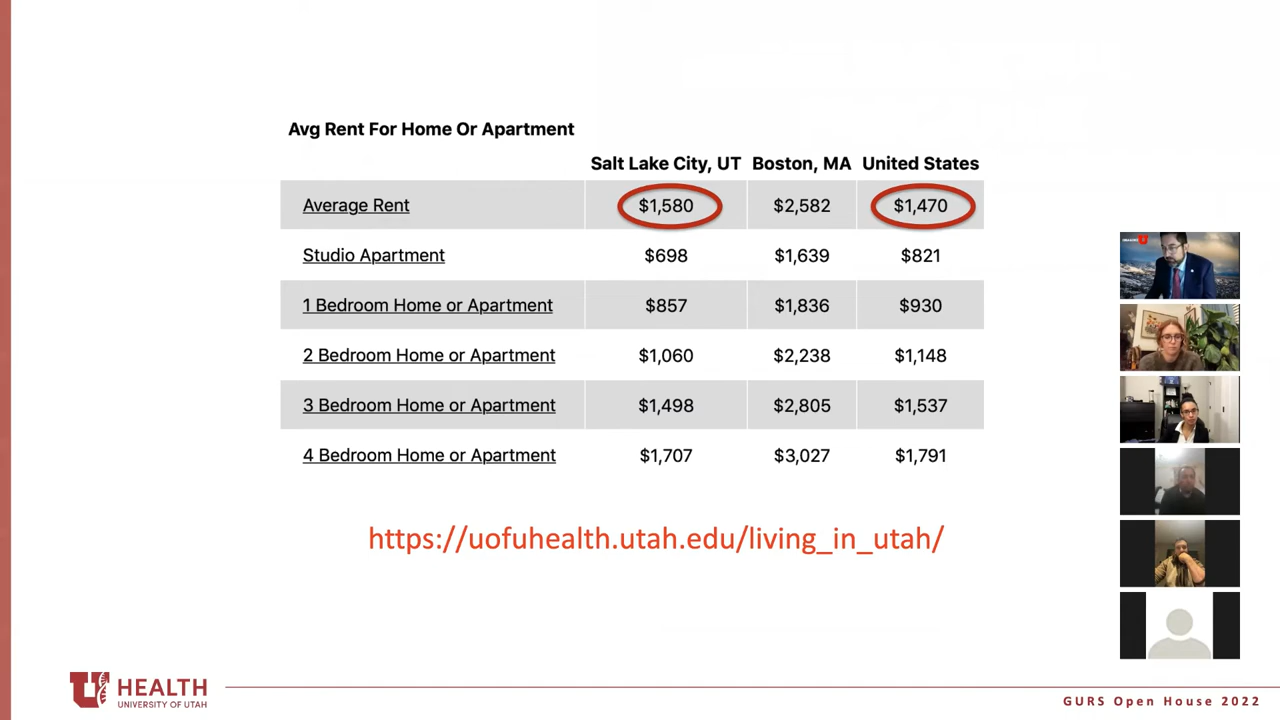 Avg Rent For Home Or Apartment
Salt Lake City, UT Boston, MA United States
Average Rent $1,580 $2,582 $1,470
Studio Apartment $698 $1,639 $821
1 Bedroom Home or Apartment $857 $1,836 $930
2 Bedroom Home or Apartment $1,060 $2,238 $1,148
3 Bedroom Home or Apartment $1,498 $2,805 $1,537
4 Bedroom Home or Apartment $1,707 $3,027 $1,791
https://uofuhealth.utah.edu/living_in_utah/
U HEALTH
UNIVERSITY OF UTAH
GURS Open House 2022